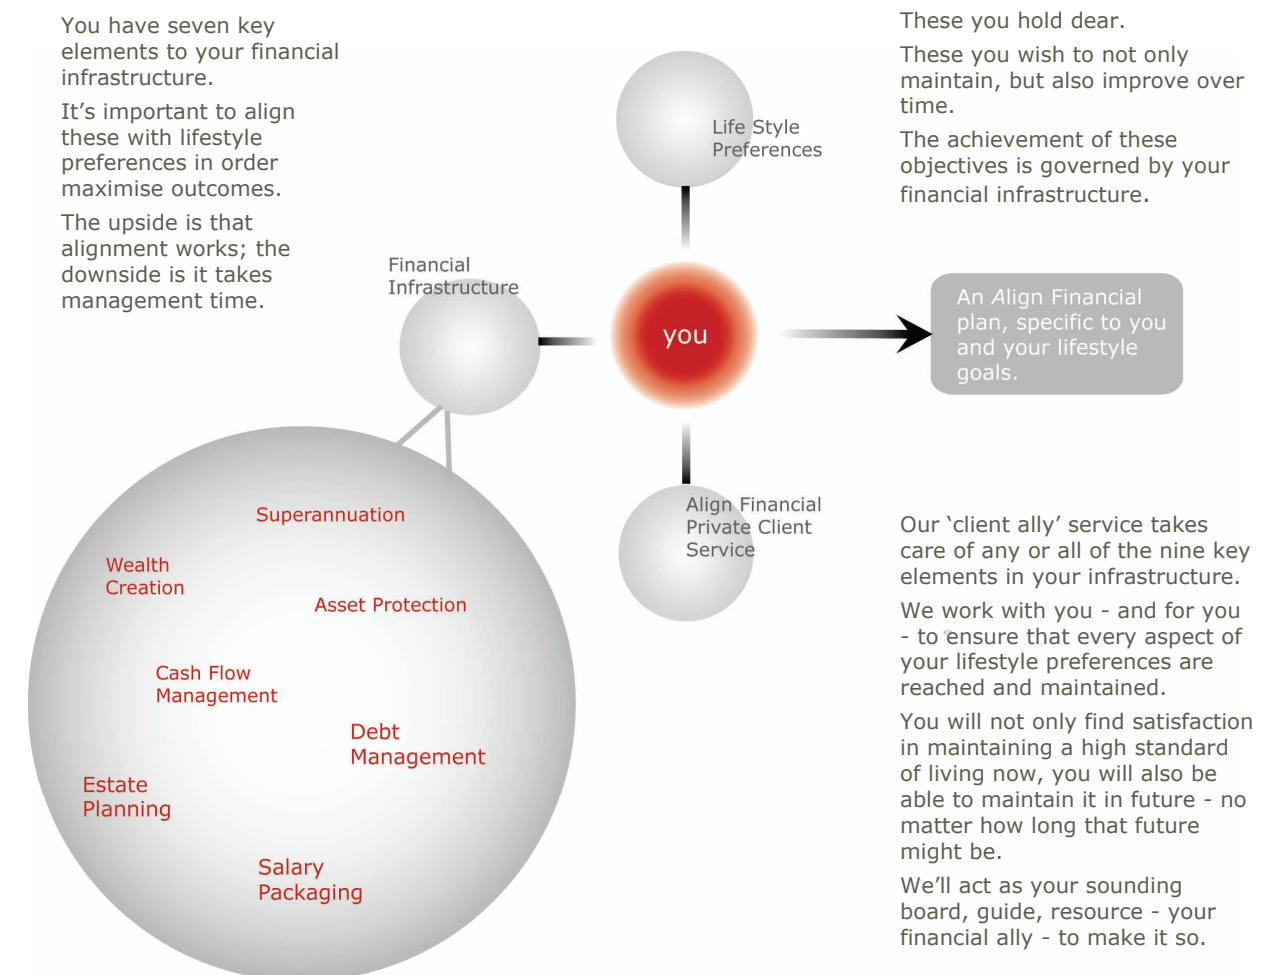 You have seven key
elements to your financial
infrastructure.
It’s important to align
these with lifestyle
preferences in order
maximise outcomes.
The upside is that
alignment works; the
downside is it takes
management time.
Life Style
Preferences
These you hold dear.
These you wish to not only
maintain, but also improve over
time.
The achievement of these
objectives is governed by your
financial infrastructure.
Financial
Infrastructure
you
An Align Financial
plan, specific to you
and your lifestyle
goals.
Align Financial
Private Client
Service
Superannuation
Wealth
Creation
Asset Protection
Cash Flow
Management
Debt
Management
Estate
Planning
Salary
Packaging
Our ‘client ally’ service takes
care of any or all of the nine key
elements in your infrastructure.
We work with you - and for you
- to ensure that every aspect of
your lifestyle preferences are
reached and maintained.
You will not only find satisfaction
in maintaining a high standard
of living now, you will also be
able to maintain it in future - no
matter how long that future
might be.
We’ll act as your sounding
board, guide, resource - your
financial ally - to make it so.